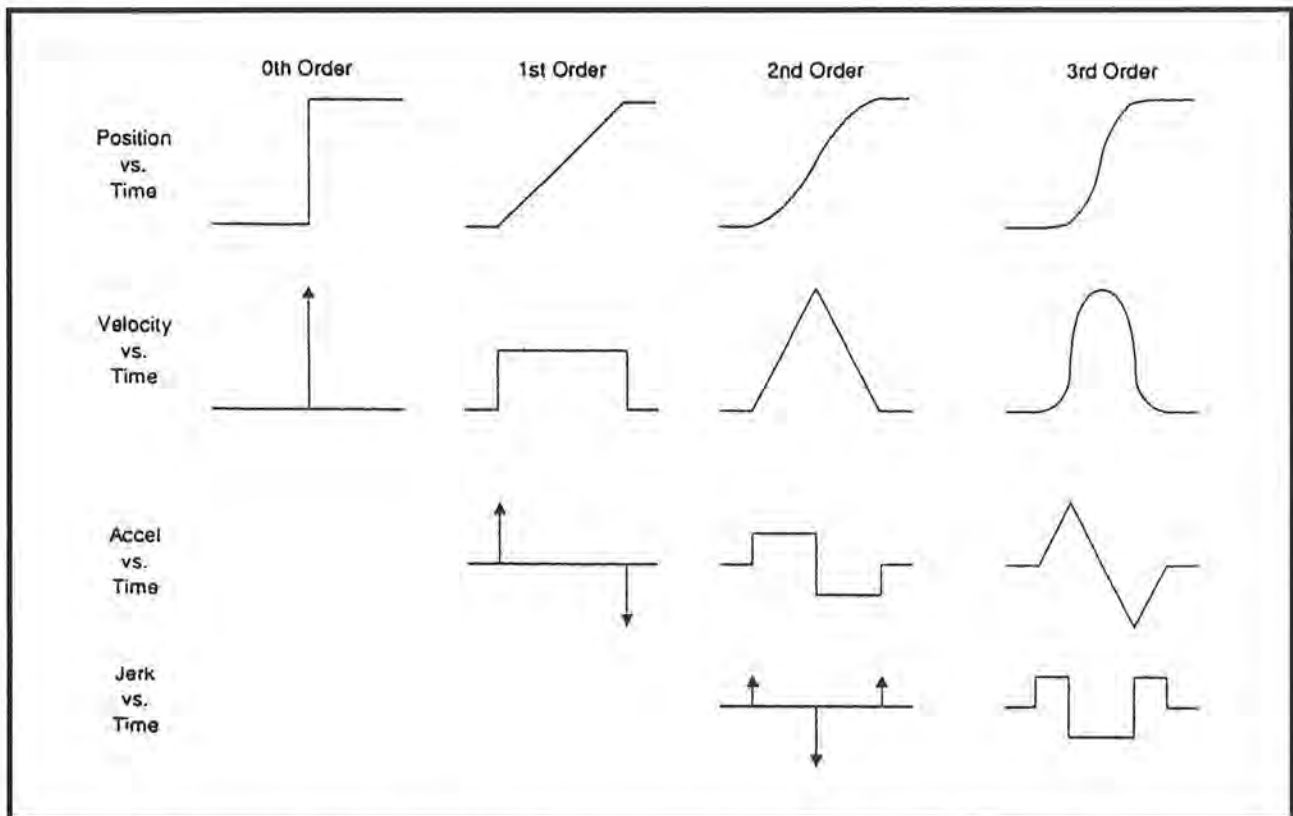 0th Order
1st Order
2nd Order
3rd Order
Position
vs.
Time
Velocity
vs.
Time
Accel
vs.
Time
Jerk
vs.
Time